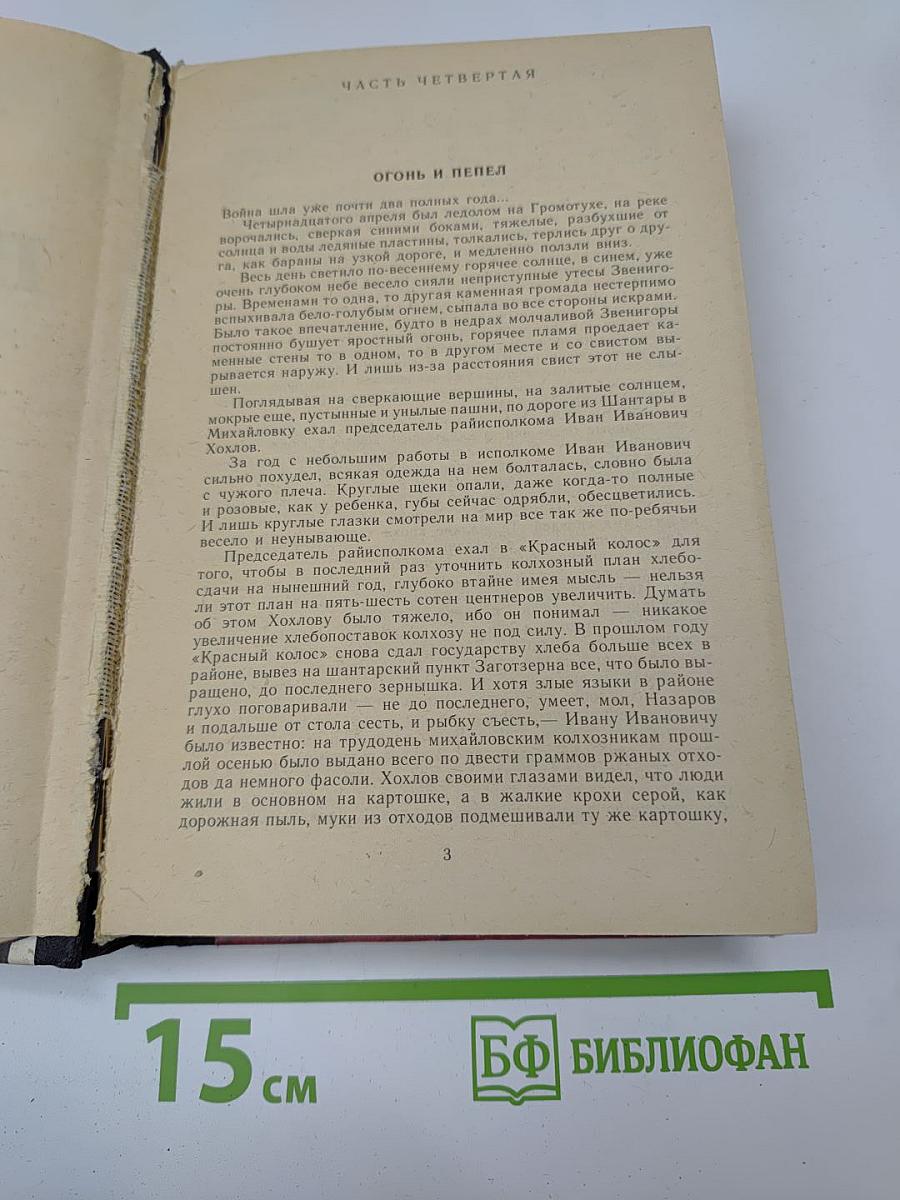 ЧАСТЬ ЧЕТВЕРТАЯ
ОГОНЬ И ПЕПЕЛ
Война шла уже почти два полных года...
Четырнадцатого апреля был ледолом на Громотухе, на реке
ворочались, сверкая синими боками, тяжелые, разбухшие от
солнца и воды ледяные пластины, толкались, терлись друг о дру-
га, как бараны на узкой дороге, и медленно ползли вниз.
Весь день светило по-весеннему горячее солнце, в синем, уже
очень глубоком небе весело сияли неприступные утесы Звениго-
ры. Временами то одна, то другая каменная громада нестерпимо
вспыхивала бело-голубым огнем, сыпала во все стороны искрами.
Было такое впечатление, будто в недрах молчаливой Звенигоры
постоянно бушует яростный огонь, горячее пламя проедает ка-
менные стены то в одном, то в другом месте и со свистом вы-
рывается наружу. И лишь из-за расстояния свист этот не слы-
шен.
Поглядывая на сверкающие вершины, на залитые солнцем,
мокрые еще, пустынные и унылые пашни, по дороге из Шантары в
Михайловку ехал председатель райисполкома Иван Иванович
Хохлов.
За год с небольшим работы в исполкоме Иван Иванович
сильно похудел, всякая одежда на нем болталась, словно была
с чужого плеча. Круглые щеки опали, даже когда-то полные
и розовые, как у ребенка, губы сейчас одрябли, обесцветились.
И лишь круглые глазки смотрели на мир все так же по-ребячьи
весело и неунывающе.
Председатель райисполкома ехал в «Красный колос» для
того, чтобы в последний раз уточнить колхозный план хлебо-
сдачи на нынешний год, глубоко втайне имея мысль — нельзя
ли этот план на пять-шесть сотен центнеров увеличить. Думать
об этом Хохлову было тяжело, ибо он понимал — никакое
увеличение хлебопоставок колхозу не под силу. В прошлом году
«Красный колос» снова сдал государству хлеба больше всех в
районе, вывез на шантарский пункт Заготзерна все, что было вы-
ращено, до последнего зернышка. И хотя злые языки в районе
глухо поговаривали — не до последнего, умеет, мол, Назаров
и подальше от стола сесть, и рыбку съесть,— Ивану Ивановичу
было известно: на трудодень михайловским колхозникам прош-
лой осенью было выдано всего по двести граммов ржаных отхо-
дов да немного фасоли. Хохлов своими глазами видел, что люди
жили в основном на картошке, а в жалкие крохи серой, как
дорожная пыль, муки из отходов подмешивали ту же картошку,
3
15 см
БФ БИБЛИОФАН